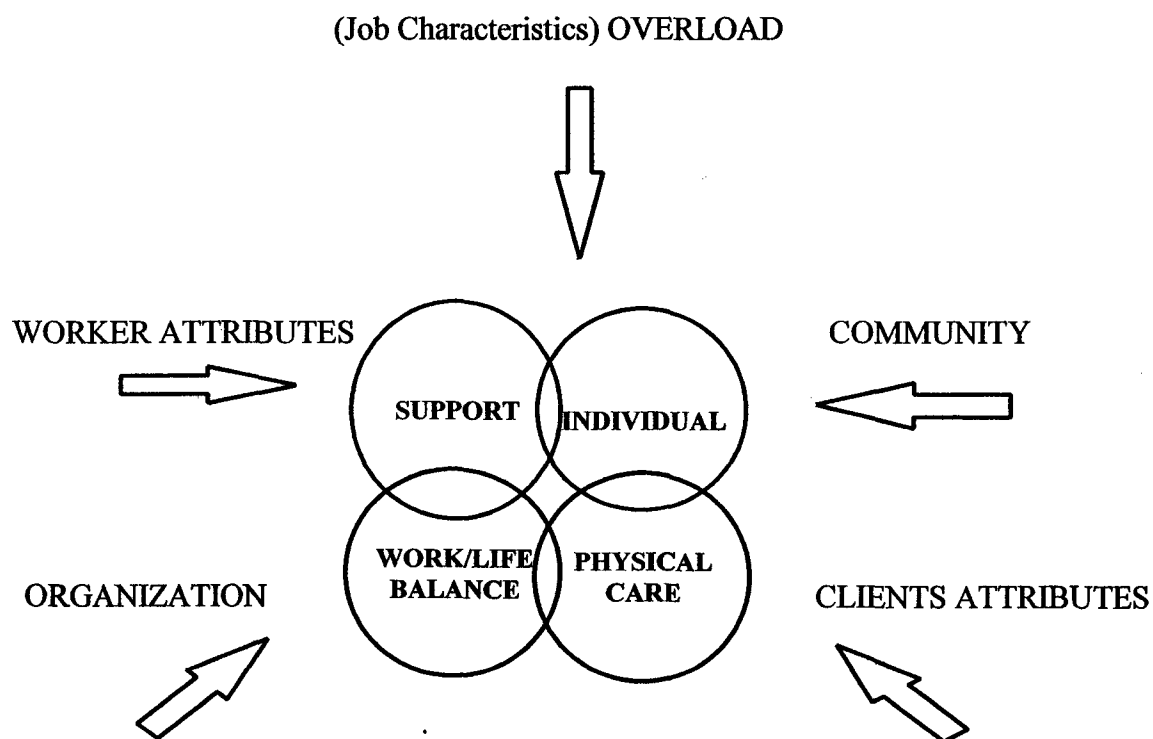 (Job Characteristics) OVERLOAD
WORKER ATTRIBUTES
COMMUNITY
SUPPORT
INDIVIDUAL
WORK/LIFE
BALANCE
PHYSICAL
CARE
ORGANIZATION
CLIENTS ATTRIBUTES